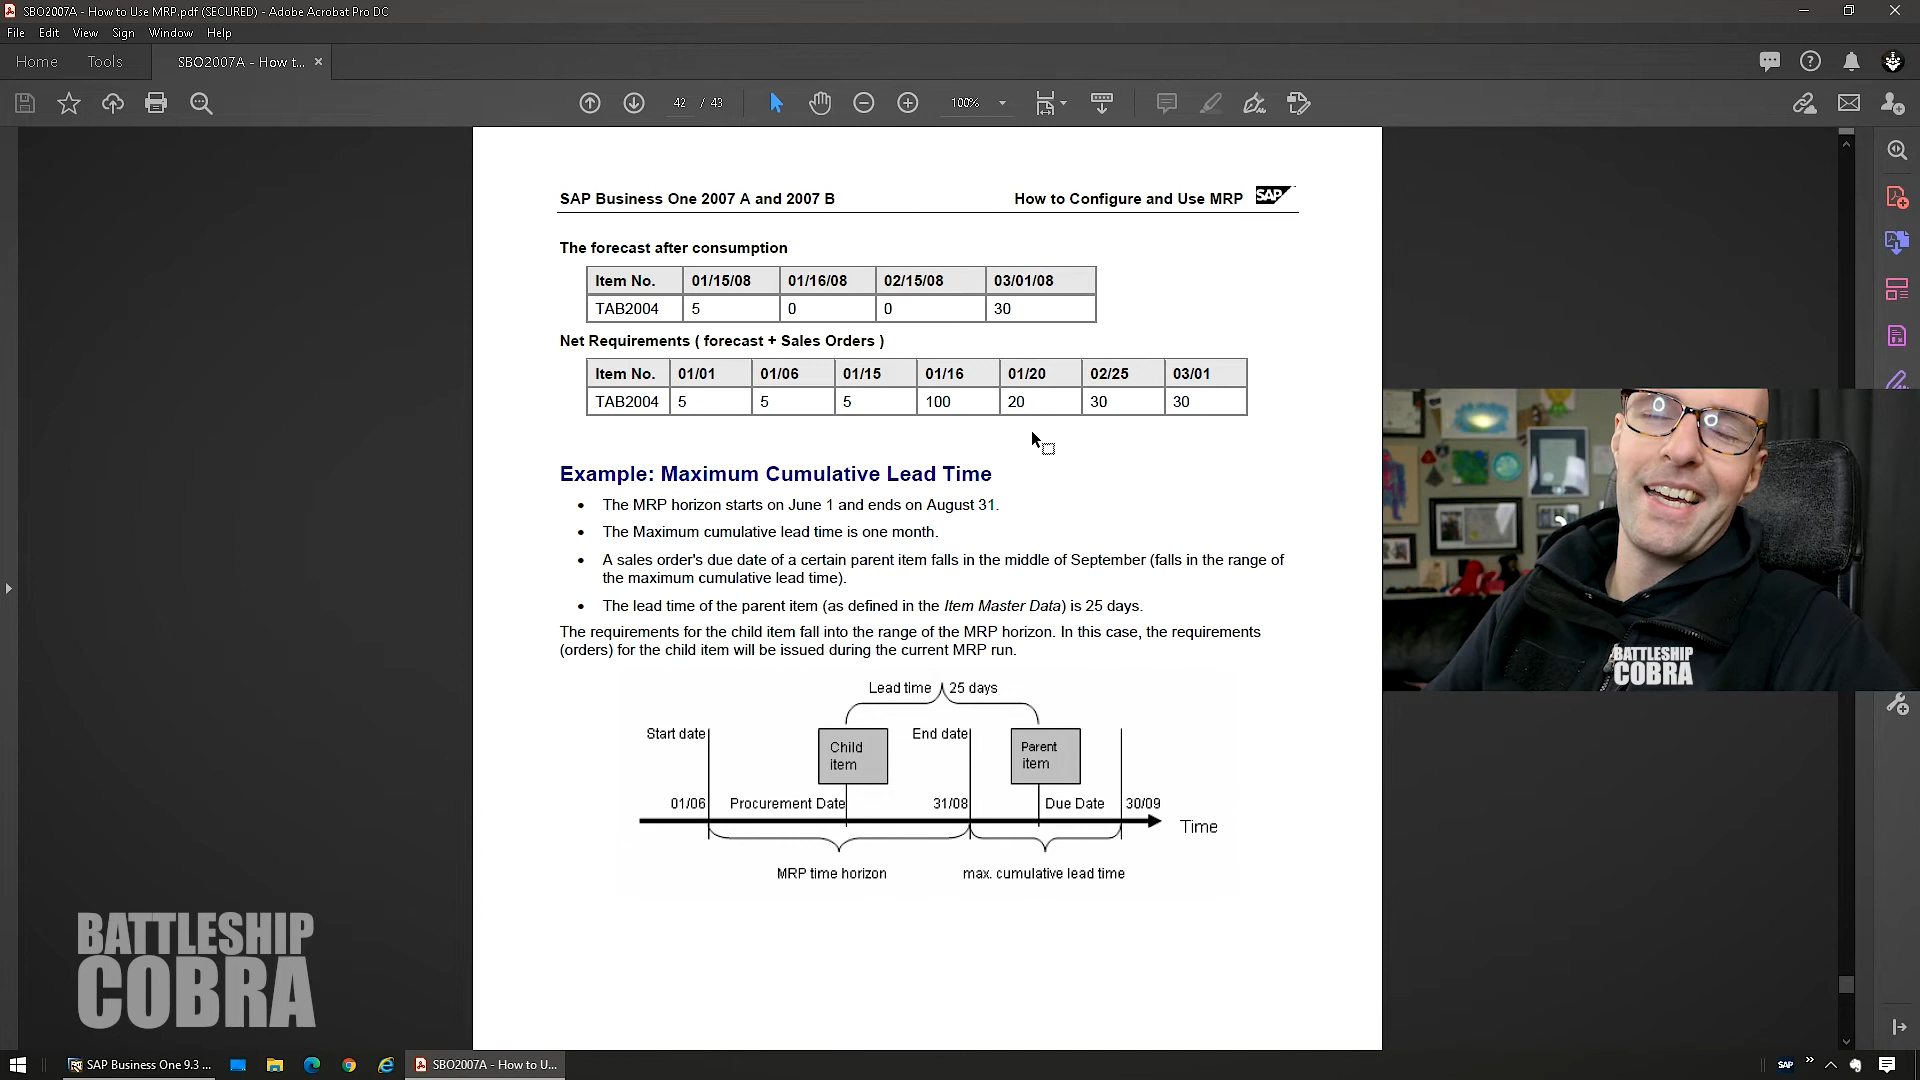 SBO2007A - How to Use MRP.pdf (SECURED) - Adobe Acrobat Pro DC
File Edit View Sign Window Help
Home Tools SBO2007A - How t...
42 / 43 100%
SAP Business One 2007 A and 2007 B How to Configure and Use MRP SAP
The forecast after consumption
Item No. 01/15/08 01/16/08 02/15/08 03/01/08
TAB2004 5 0 0 30
Net Requirements ( forecast + Sales Orders )
Item No. 01/01 01/06 01/15 01/16 01/20 02/25 03/01
TAB2004 5 5 5 100 20 30 30
Example: Maximum Cumulative Lead Time
• The MRP horizon starts on June 1 and ends on August 31.
• The Maximum cumulative lead time is one month.
• A sales order's due date of a certain parent item falls in the middle of September (falls in the range of
the maximum cumulative lead time).
• The lead time of the parent item (as defined in the Item Master Data) is 25 days.
The requirements for the child item fall into the range of the MRP horizon. In this case, the requirements
(orders) for the child item will be issued during the current MRP run.
Lead time 25 days
Start date Child item End date Parent item
01/06 Procurement Date 31/08 Due Date 30/09
Time
MRP time horizon max. cumulative lead time
BATTLESHIP
COBRA
BATTLESHIP
COBRA
SAP Business One 9.3 ... SBO2007A - How to U... SAP